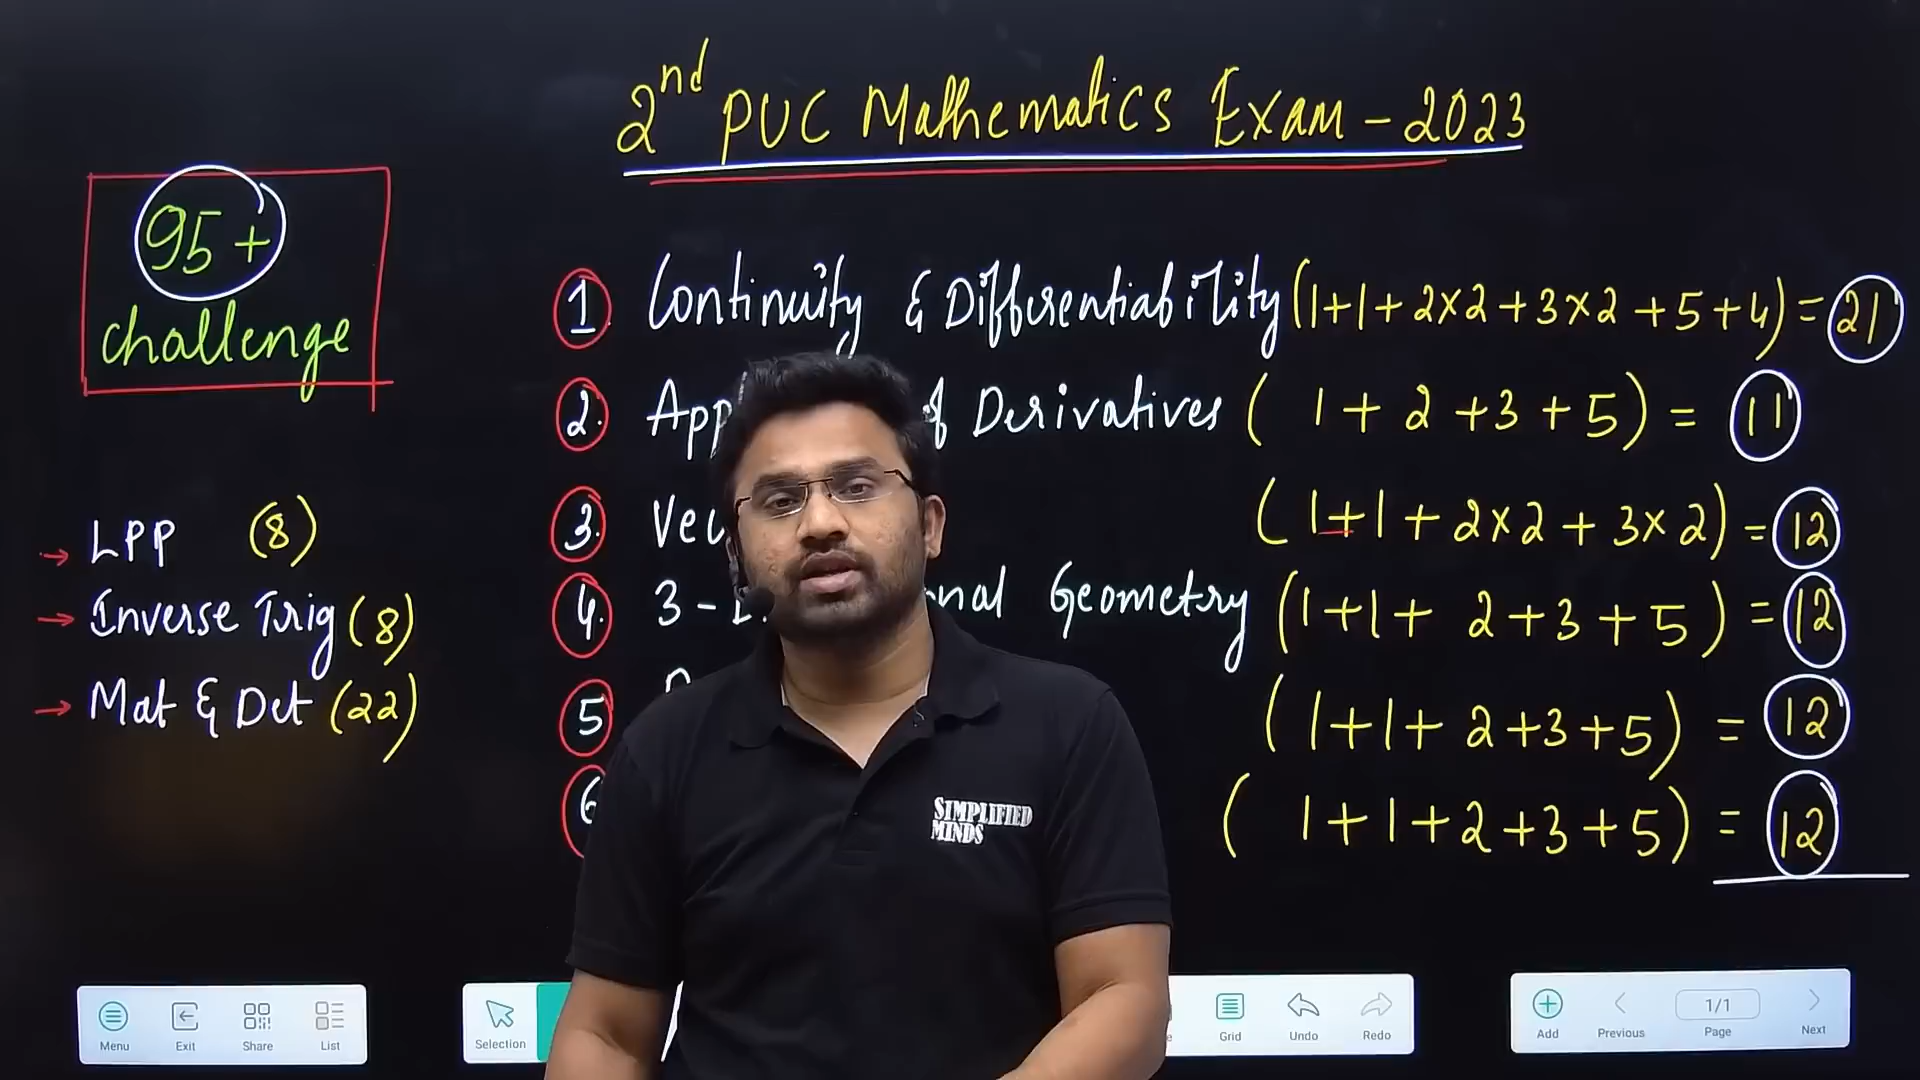 2nd PUC Mathematics Exam - 2023
95+
challenge
→ LPP (8)
→ Inverse Trig (8)
→ Mat & Det (22)
1 Continuity & Differentiability (1+1+2×2+3×2+5+4) = 21
2. of Derivatives ( 1+2+3+5) = 11
3. (1+1+2×2+3×2) = 12
4. 3- Geometry (1+1+2+3+5) = 12
5 (1+1+2+3+5) = 12
6 (1+1+2+3+5) = 12
SIMPLIFIED
MINDS
Menu Exit Share List Selection Grid Undo Redo Add Previous 1/1 Page Next